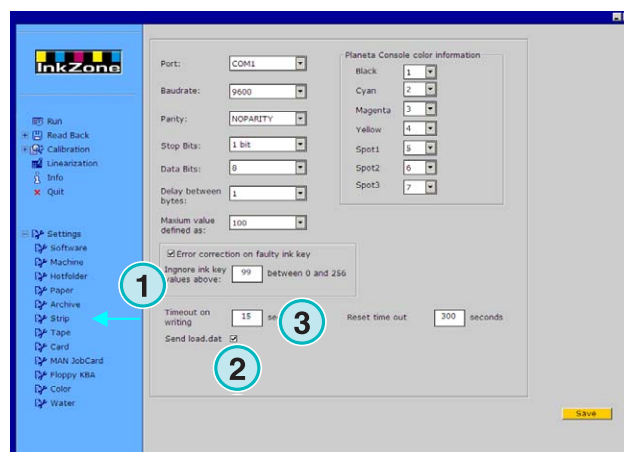 InkZone
Run
Read Back
Calibration
Linearization
Info
Quit
Settings
Software
Machine
Hotfolder
Paper
Archive
Strip
Tape
Card
MAN JobCard
Floppy KBA
Color
Water
Port: COM1
Baudrate: 9600
Parity: NOPARITY
Stop Bits: 1 bit
Data Bits: 8
Delay between bytes: 1
Maxium value defined as: 100
Planeta Console color information
Black 1
Cyan 2
Magenta 3
Yellow 4
Spot1 5
Spot2 6
Spot3 7
Error correction on faulty ink key
Ingnore ink key values above: 99 between 0 and 256
Timeout on writing 15 se
Reset time out 300 seconds
Send load.dat
1
2
3
Save